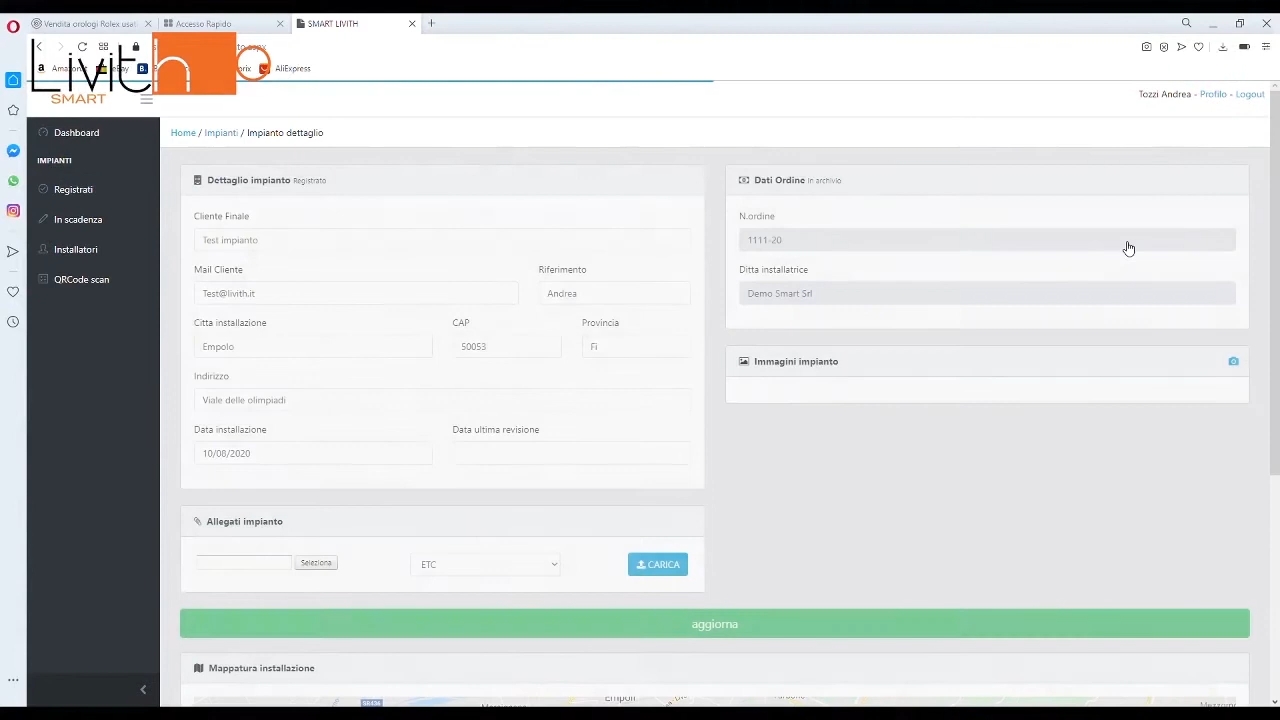 Vendita orologi Rolex usat
Accesso Rapido
SMART LIVITH
Livith
SMART
eBay
AliExpress
Tozzi Andrea - Profilo - Logout
Dashboard
IMPIANTI
Registrati
In scadenza
Installatori
QRCode scan
Home / Impianti / Impianto dettaglio
Dettaglio impianto Registrato
Cliente Finale
Test impianto
Mail Cliente
Riferimento
Test@livith.it
Andrea
Citta installazione
CAP
Provincia
Empolo
50053
Fi
Indirizzo
Viale delle olimpiadi
Data installazione
Data ultima revisione
10/08/2020
Dati Ordine In archivio
N.ordine
1111-20
Ditta installatrice
Demo Smart Srl
Immagini impianto
Allegati impianto
Seleziona
ETC
CARICA
aggiorna
Mappatura installazione
Empoli